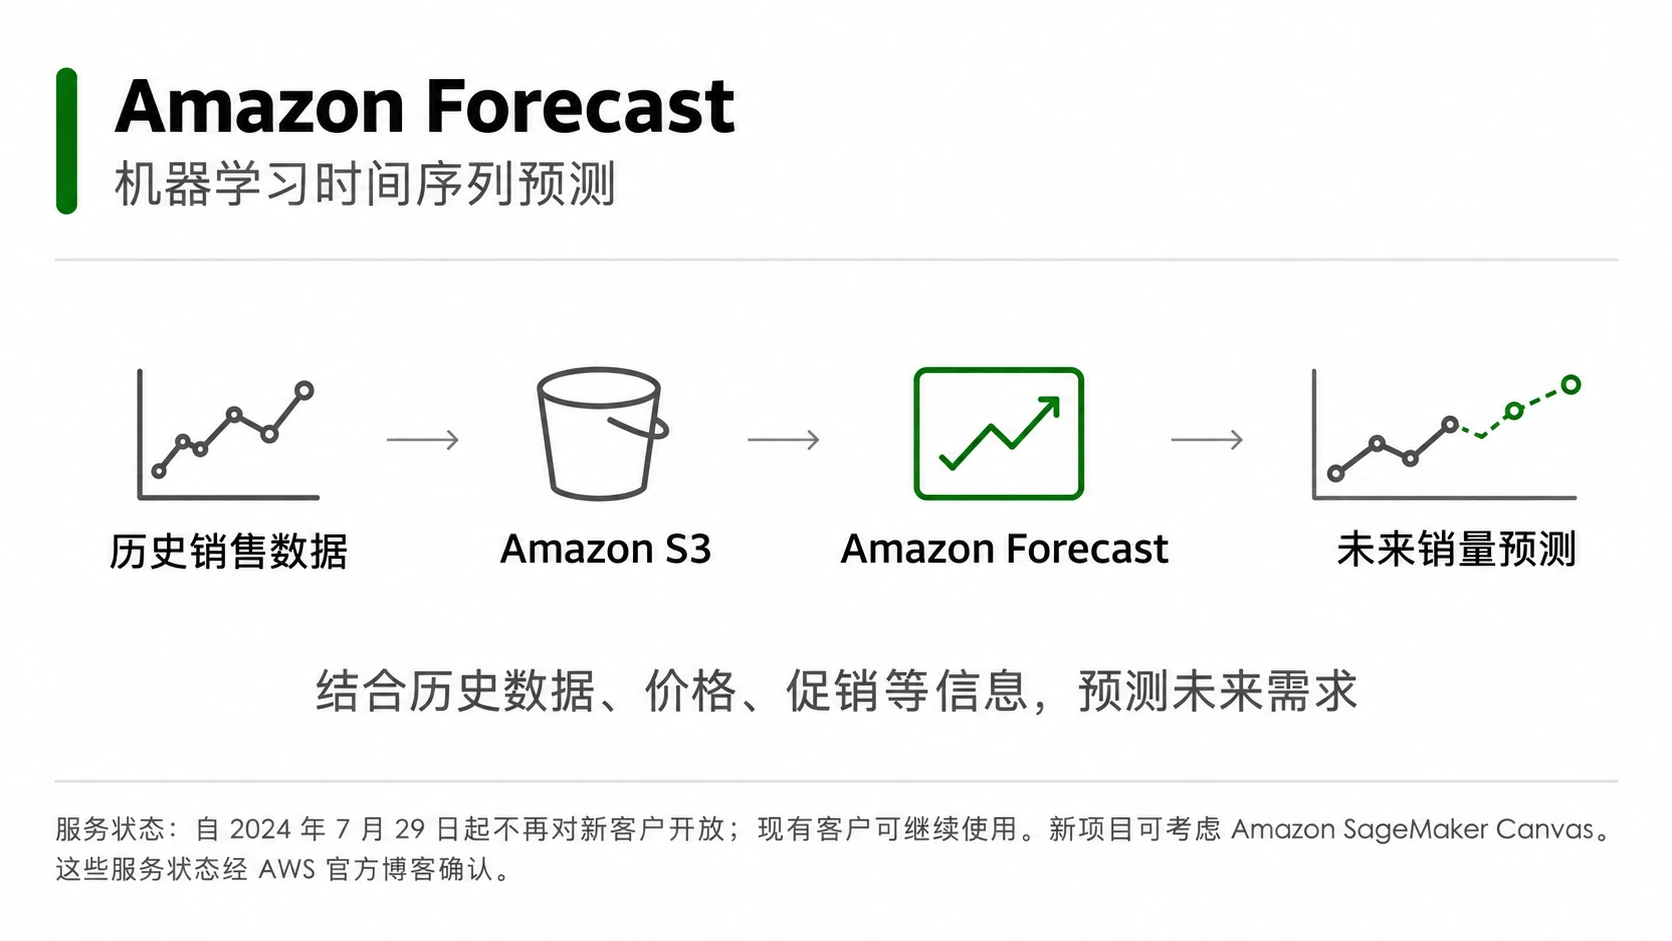 Amazon Forecast
机器学习时间序列预测
历史销售数据
Amazon S3
Amazon Forecast
未来销量预测
结合历史数据、价格、促销等信息，预测未来需求
服务状态：自 2024 年 7 月 29 日起不再对新客户开放；现有客户可继续使用。新项目可考虑 Amazon SageMaker Canvas。
这些服务状态经 AWS 官方博客确认。